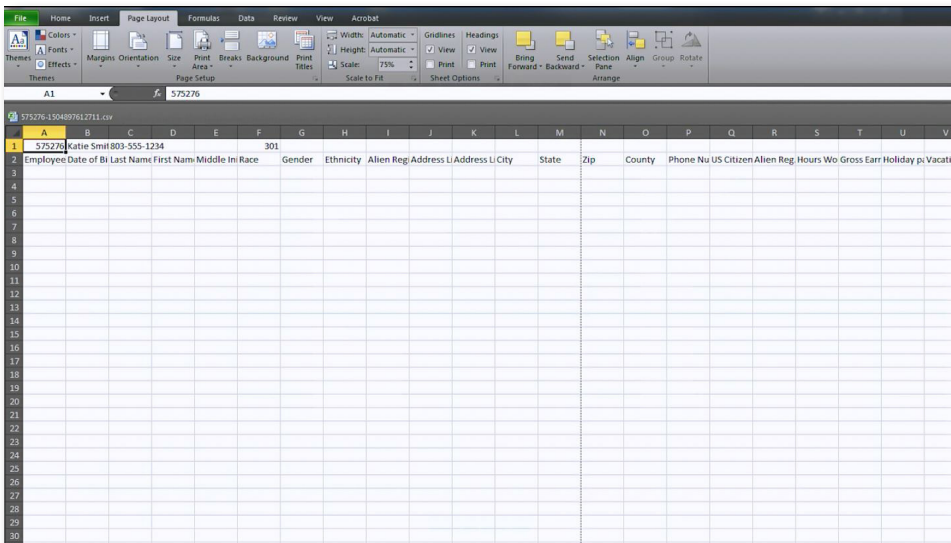 File Home Insert Page Layout Formulas Data Review View Acrobat
Colors Width: Automatic Gridlines Headings
Aa A Fonts Height: Automatic View View
Themes Effects Margins Orientation Size Print Area Breaks Background Print Titles Scale: 75% Print Print Bring Forward Send Backward Selection Pane Align Group Rotate
Themes Page Setup Scale to Fit Sheet Options Arrange
A1 fx 575276
575276-1504897612711.csv
A B C D E F G H I J K L M N O P Q R S T U V
1 575276 Katie Smit 803-555-1234 301
2 Employee Date of Bi Last Name First Name Middle Ini Race Gender Ethnicity Alien Regi Address Li Address Li City State Zip County Phone Nu US Citizen Alien Reg. Hours Wo Gross Earr Holiday pa Vacati
3
4
5
6
7
8
9
10
11
12
13
14
15
16
17
18
19
20
21
22
23
24
25
26
27
28
29
30